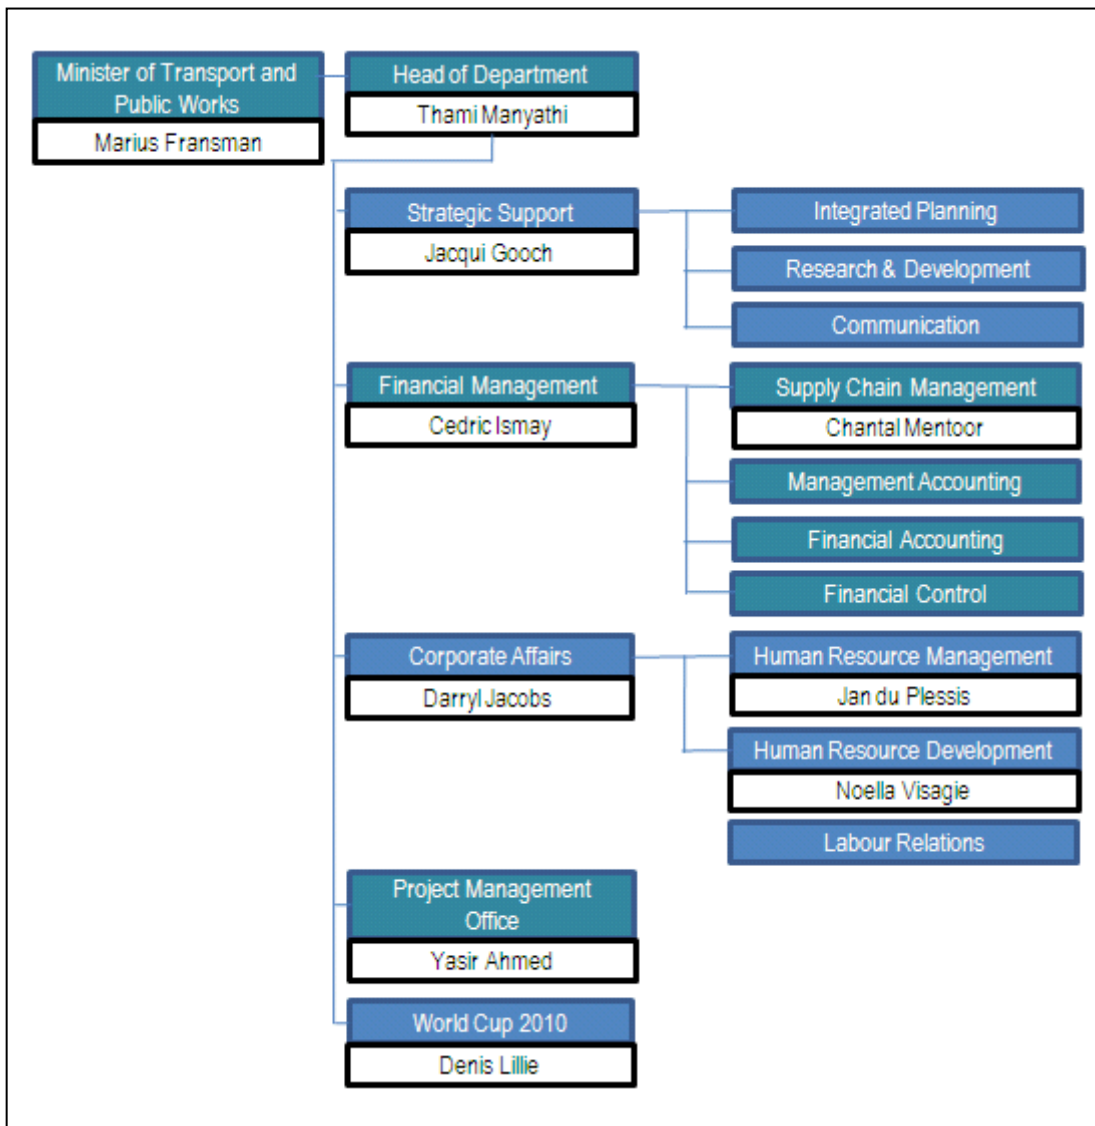 Minister of Transport and
Public Works
Marius Fransman
Head of Department
Thami Manyathi
Strategic Support
Jacqui Gooch
Integrated Planning
Research & Development
Communication
Financial Management
Cedric Ismay
Supply Chain Management
Chantal Mentoor
Management Accounting
Financial Accounting
Financial Control
Corporate Affairs
Darryl Jacobs
Human Resource Management
Jan du Plessis
Human Resource Development
Noella Visagie
Labour Relations
Project Management
Office
Yasir Ahmed
World Cup 2010
Denis Lillie